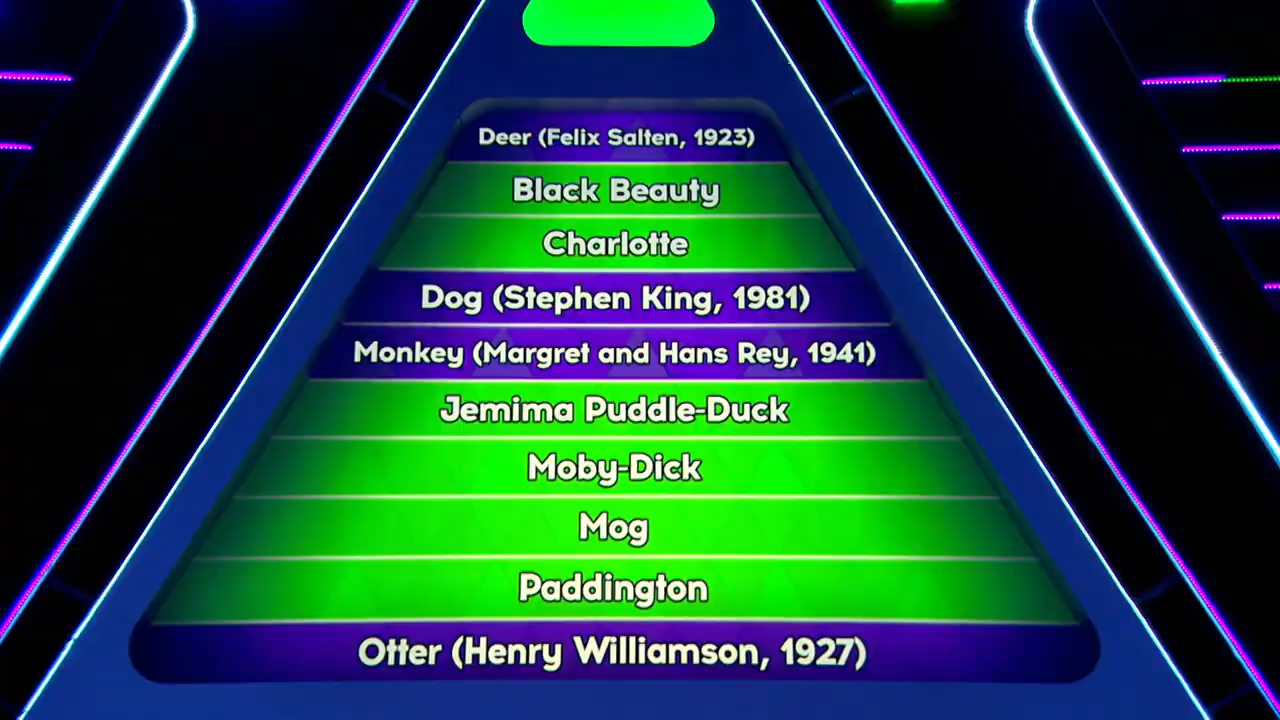 Deer (Felix Salten, 1923)
Black Beauty
Charlotte
Dog (Stephen King, 1981)
Monkey (Margret and Hans Rey, 1941)
Jemima Puddle-Duck
Moby-Dick
Mog
Paddington
Otter (Henry Williamson, 1927)